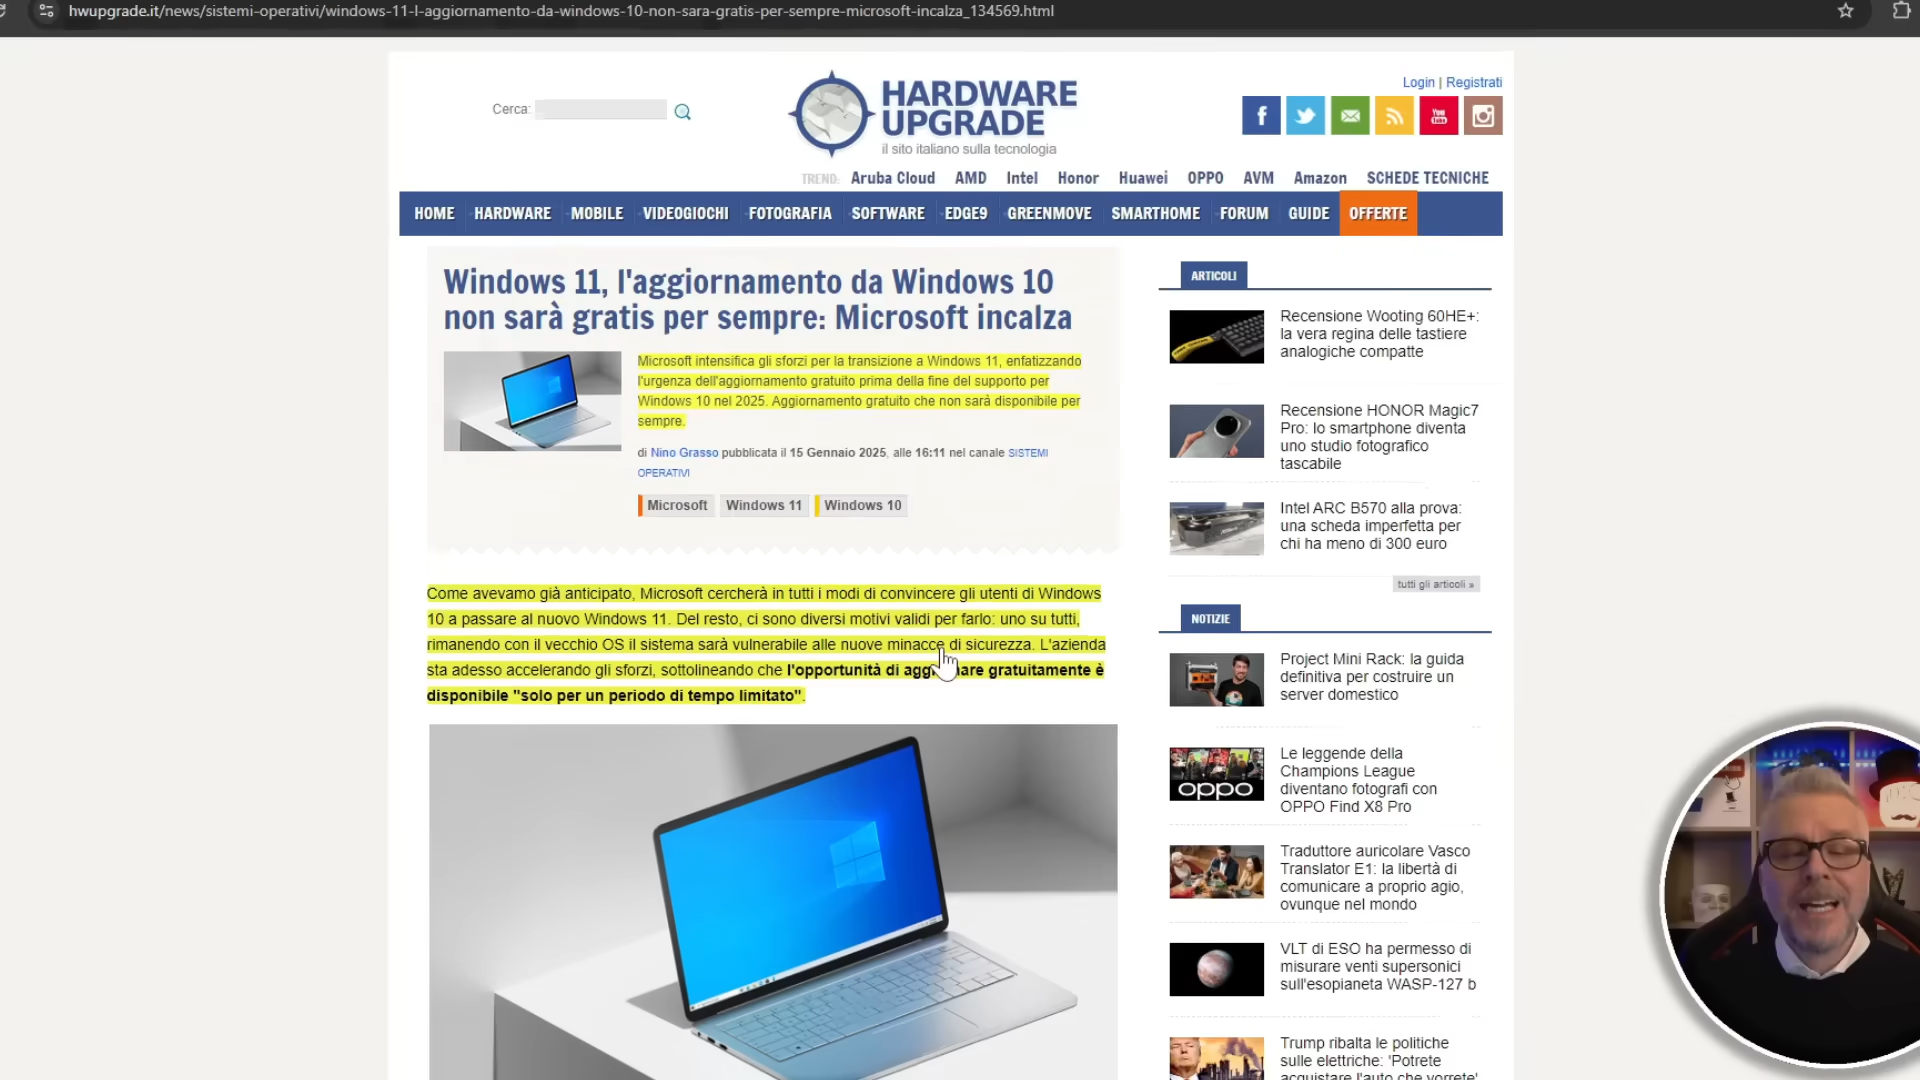 hwupgrade.it/news/sistemi-operativi/windows-11-l-aggiornamento-da-windows-10-non-sara-gratis-per-sempre-microsoft-incalza_134569.html
Login | Registrati
Cerca:
HARDWARE
UPGRADE
il sito italiano sulla tecnologia
TREND: Aruba Cloud AMD Intel Honor Huawei OPPO AVM Amazon SCHEDE TECNICHE
HOME HARDWARE MOBILE VIDEOGIOCHI FOTOGRAFIA SOFTWARE EDGE9 GREENMOVE SMARTHOME FORUM GUIDE OFFERTE
Windows 11, l'aggiornamento da Windows 10
non sarà gratis per sempre: Microsoft incalza
Microsoft intensifica gli sforzi per la transizione a Windows 11, enfatizzando
l'urgenza dell'aggiornamento gratuito prima della fine del supporto per
Windows 10 nel 2025. Aggiornamento gratuito che non sarà disponibile per
sempre.
di Nino Grasso pubblicata il 15 Gennaio 2025, alle 16:11 nel canale SISTEMI
OPERATIVI
Microsoft Windows 11 Windows 10
Come avevamo già anticipato, Microsoft cercherà in tutti i modi di convincere gli utenti di Windows
10 a passare al nuovo Windows 11. Del resto, ci sono diversi motivi validi per farlo: uno su tutti,
rimanendo con il vecchio OS il sistema sarà vulnerabile alle nuove minacce di sicurezza. L'azienda
sta adesso accelerando gli sforzi, sottolineando che l'opportunità di gratuitamente è
disponibile "solo per un periodo di tempo limitato".
ARTICOLI
Recensione Wooting 60HE+:
la vera regina delle tastiere
analogiche compatte
Recensione HONOR Magic7
Pro: lo smartphone diventa
uno studio fotografico
tascabile
Intel ARC B570 alla prova:
una scheda imperfetta per
chi ha meno di 300 euro
tutti gli articoli »
NOTIZIE
Project Mini Rack: la guida
definitiva per costruire un
server domestico
Le leggende della
Champions League
diventano fotografi con
OPPO Find X8 Pro
oppo
Traduttore auricolare Vasco
Translator E1: la libertà di
comunicare a proprio agio,
ovunque nel mondo
VLT di ESO ha permesso di
misurare venti supersonici
sull'esopianeta WASP-127 b
Trump ribalta le politiche
sulle elettriche: 'Potrete
acquistare l'auto che vorrete'